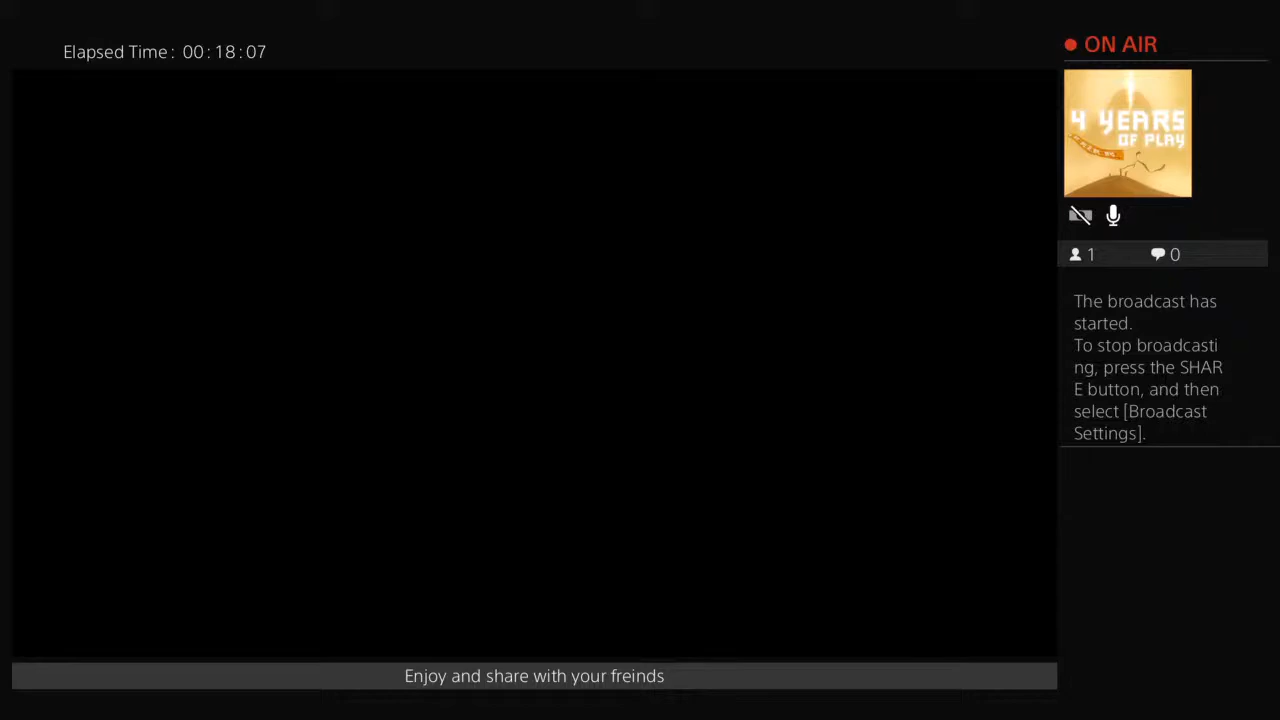 Elapsed Time: 00:18:07
ON AIR
4 YEARS
OF PLAY
1
0
The broadcast has
started.
To stop broadcasti
ng, press the SHAR
E button, and then
select [Broadcast
Settings].
Enjoy and share with your freinds